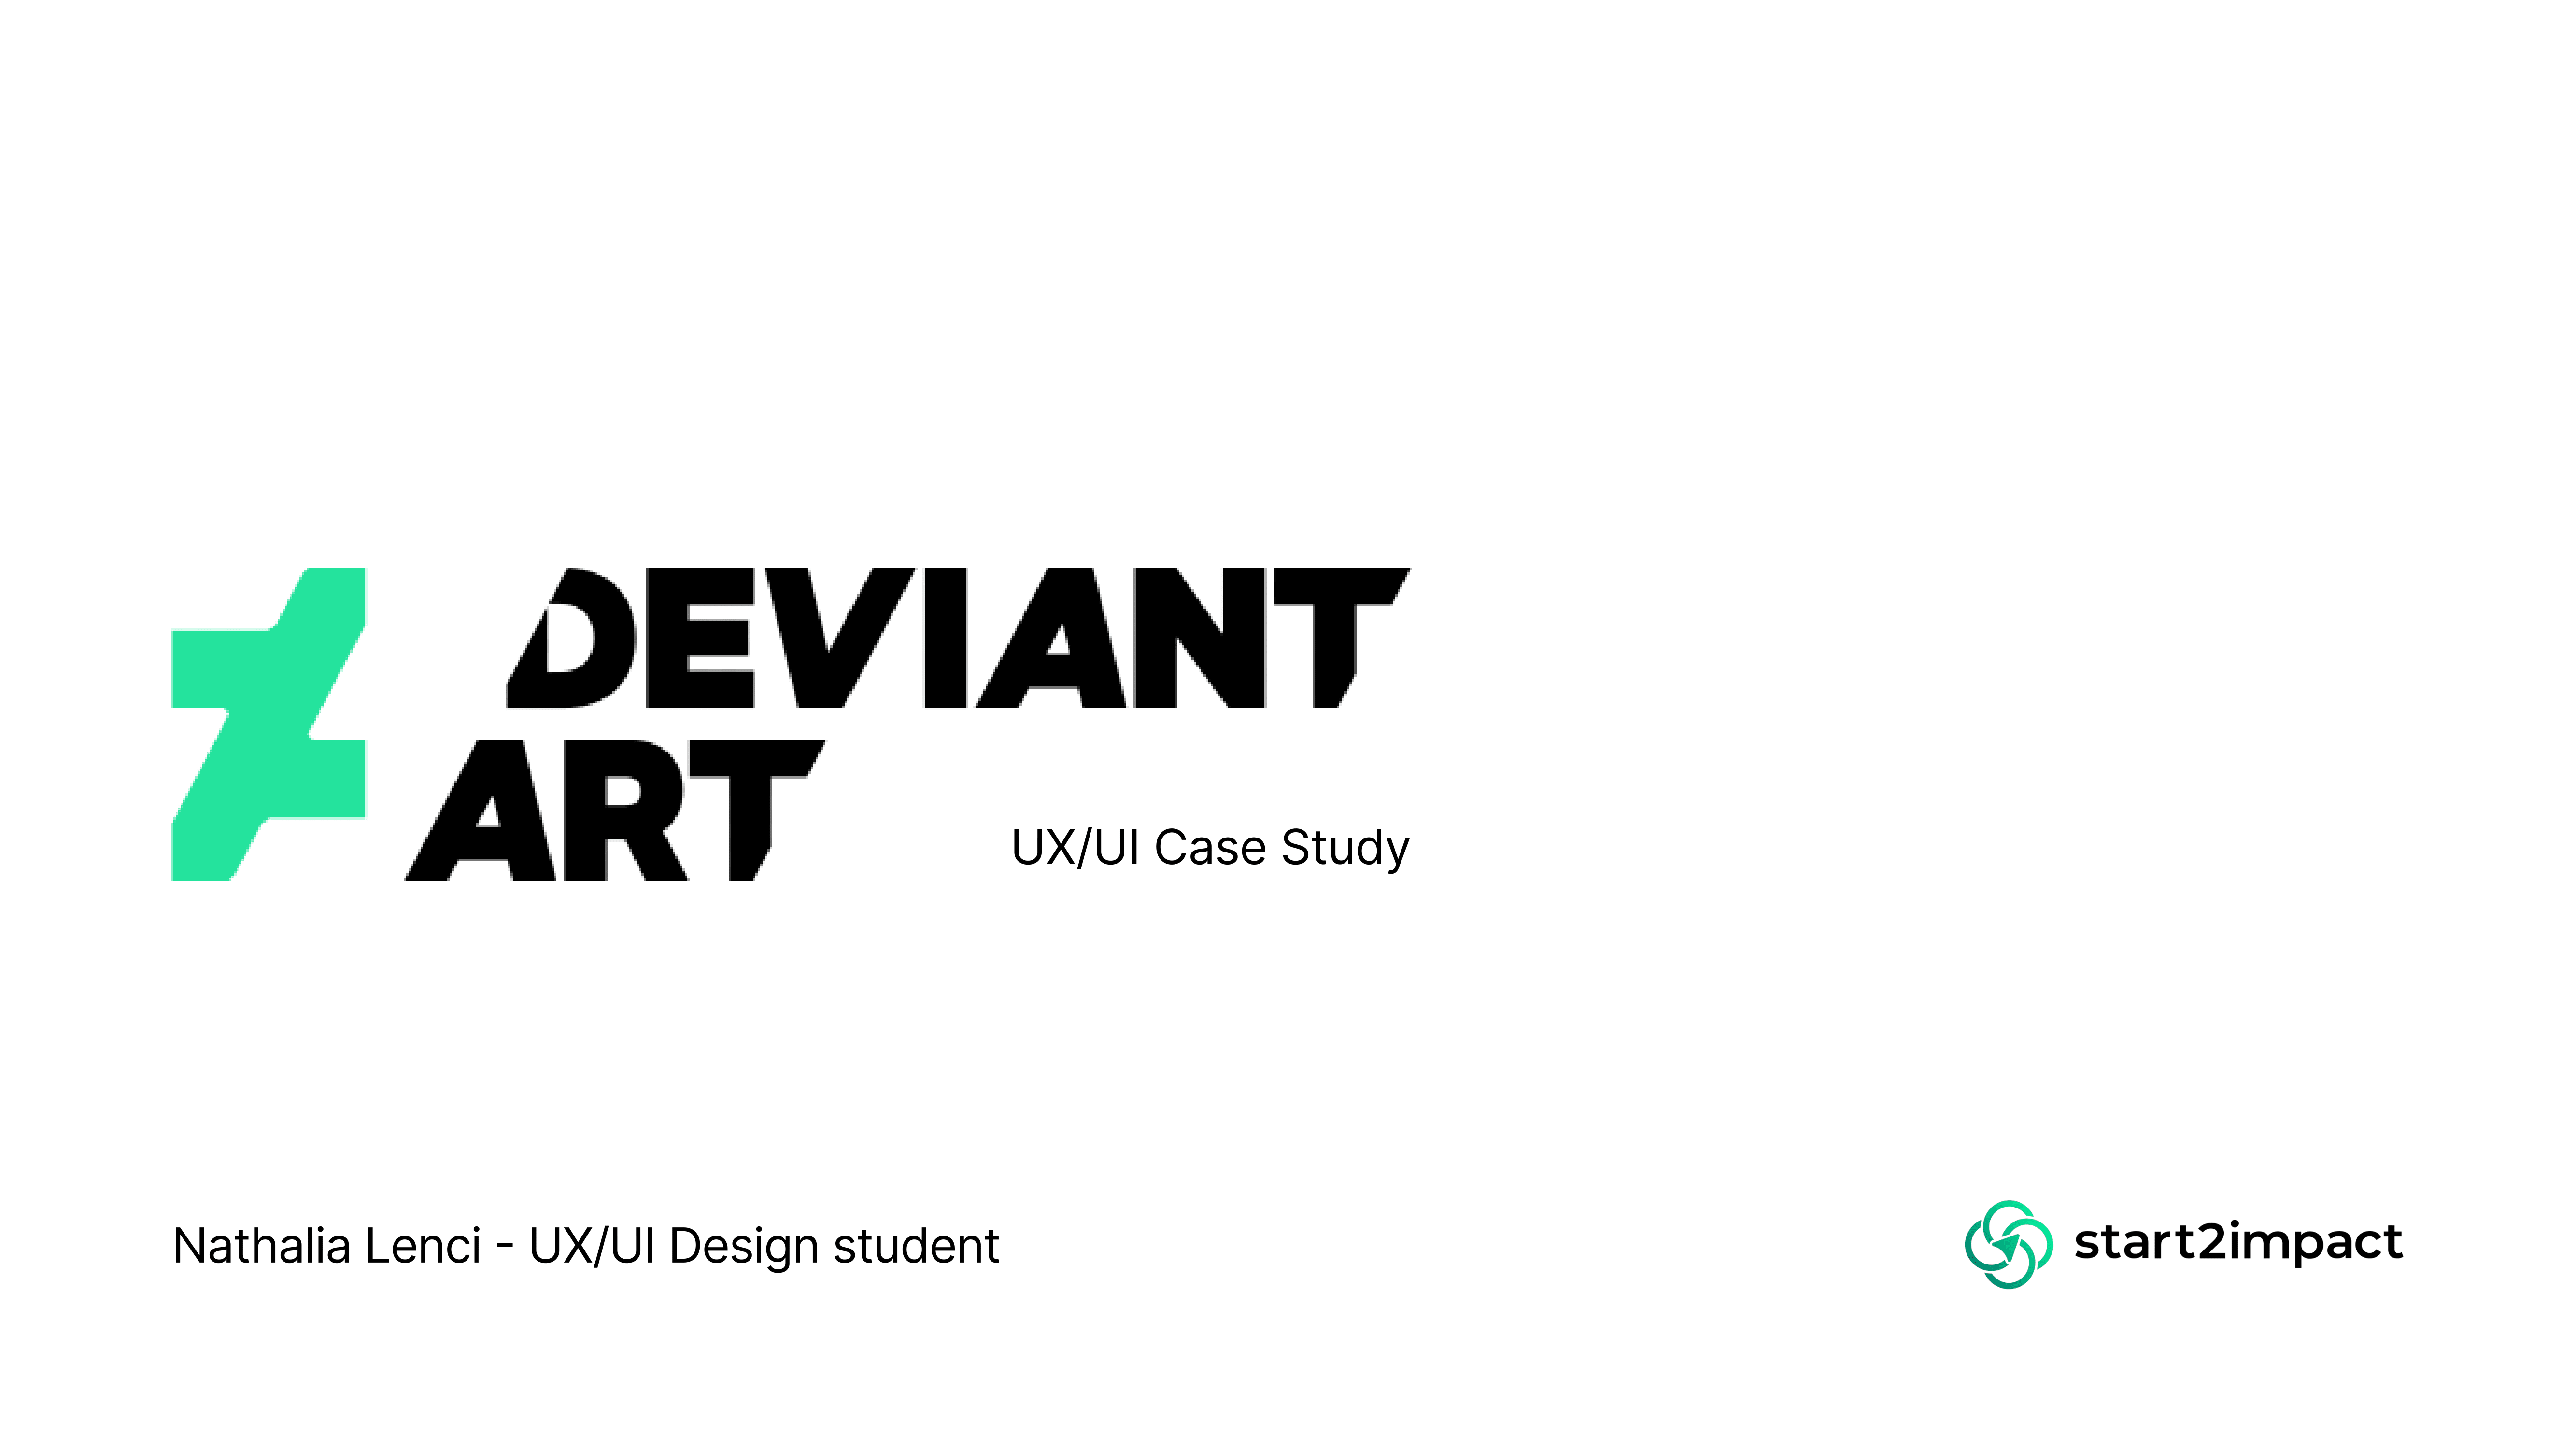 DEVIANT
ART
UX/UI Case Study
Nathalia Lenci - UX/UI Design student
start2impact